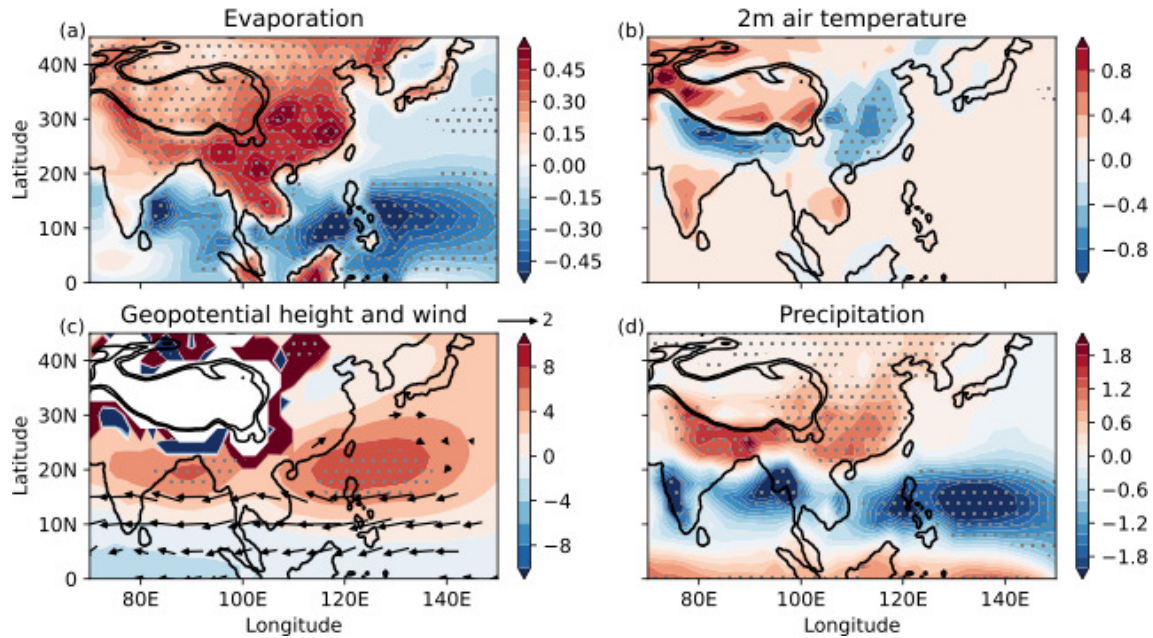 (a) Evaporation
40N
30N
20N
10N
0
Latitude
0.45
0.30
0.15
0.00
−0.15
−0.30
−0.45
(b) 2m air temperature
40N
30N
20N
10N
0
0.8
0.4
0.0
−0.4
−0.8
(c) Geopotential height and wind 2
40N
30N
20N
10N
0
Latitude
80E 100E 120E 140E
Longitude
8
4
0
−4
−8
(d) Precipitation
40N
30N
20N
10N
0
80E 100E 120E 140E
Longitude
1.8
1.2
0.6
0.0
−0.6
−1.2
−1.8